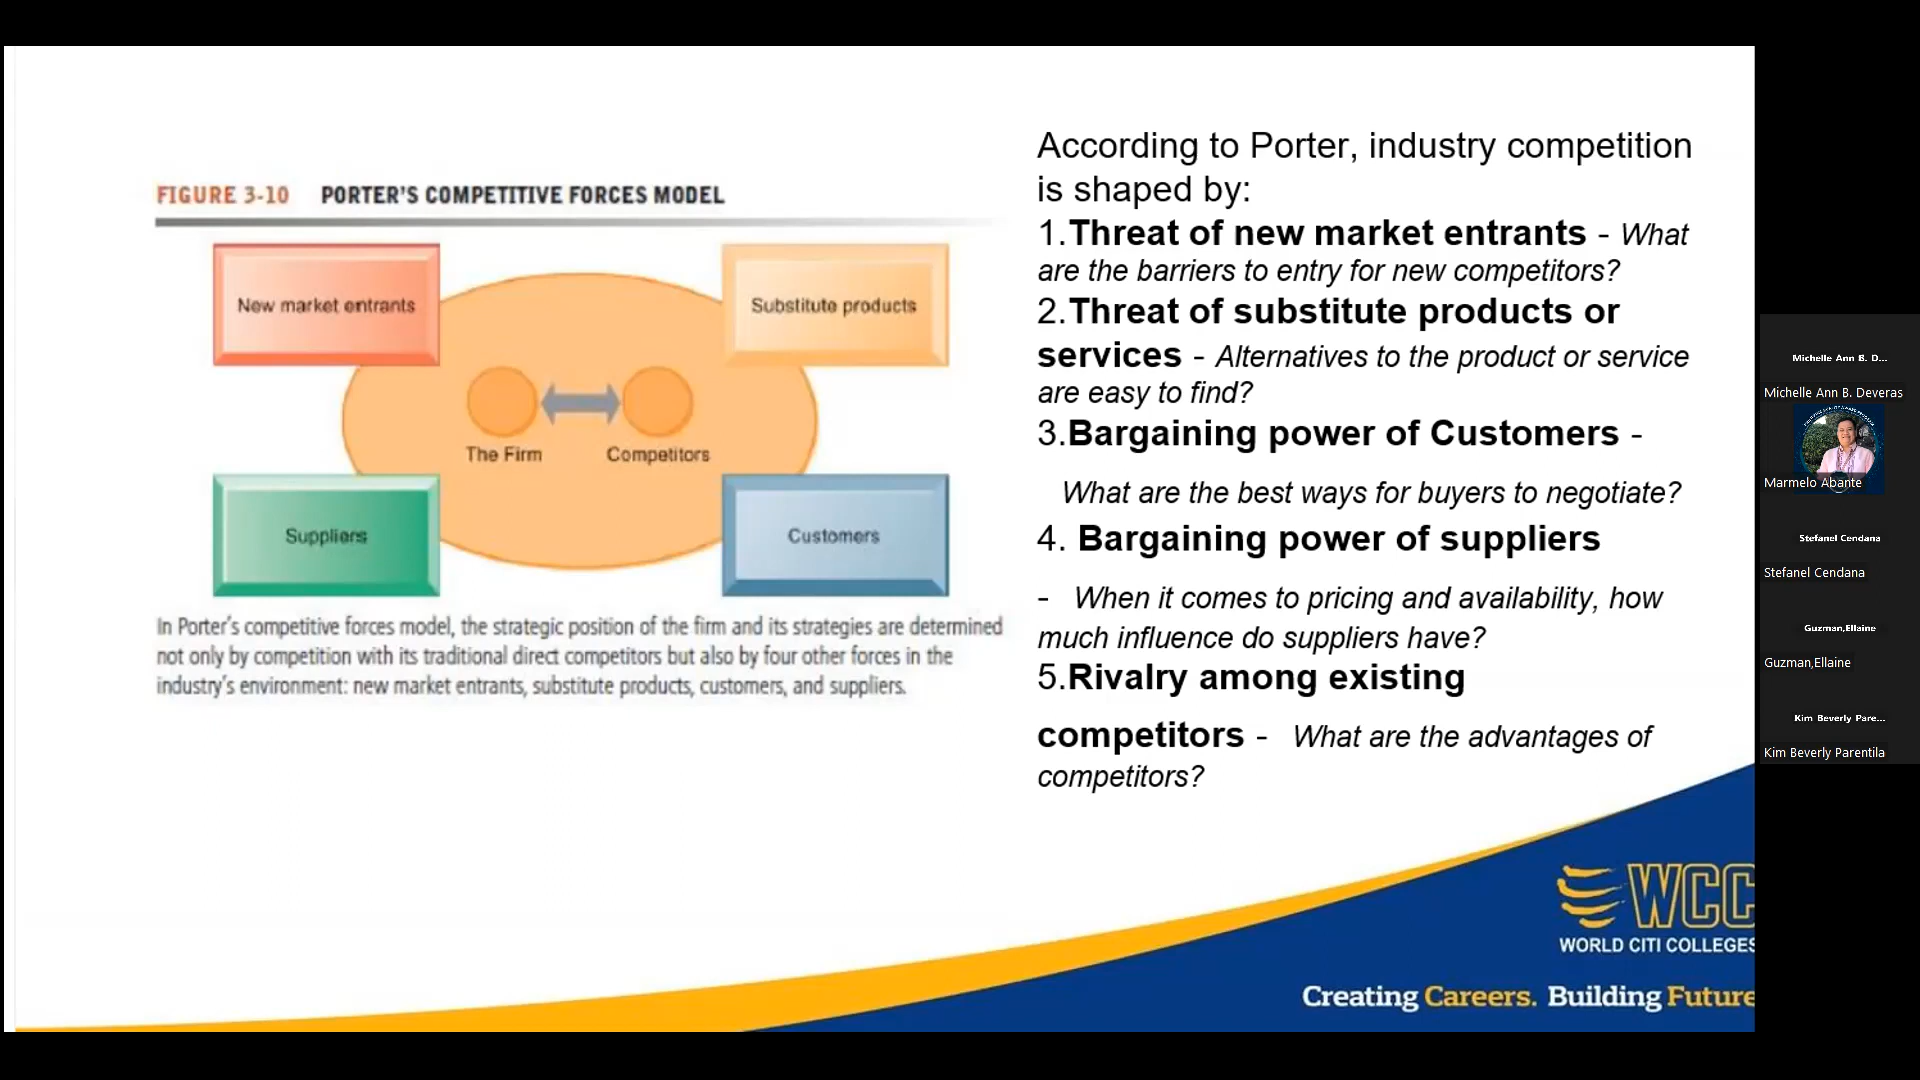 FIGURE 3-10 PORTER'S COMPETITIVE FORCES MODEL
New market entrants
Substitute products
The Firm
Competitors
Suppliers
Customers
In Porter's competitive forces model, the strategic position of the firm and its strategies are determined
not only by competition with its traditional direct competitors but also by four other forces in the
industry's environment: new market entrants, substitute products, customers, and suppliers.
According to Porter, industry competition
is shaped by:
1.Threat of new market entrants - What
are the barriers to entry for new competitors?
2.Threat of substitute products or
services - Alternatives to the product or service
are easy to find?
3.Bargaining power of Customers -
What are the best ways for buyers to negotiate?
4. Bargaining power of suppliers
- When it comes to pricing and availability, how
much influence do suppliers have?
5.Rivalry among existing
competitors - What are the advantages of
competitors?
WCC
WORLD CITI COLLEGES
Creating Careers. Building Future
Michelle Ann B. D...
Michelle Ann B. Deveras
Marmelo Abante
Stefanel Cendana
Stefanel Cendana
Guzman,Ellaine
Guzman,Ellaine
Kim Beverly Pare...
Kim Beverly Parentila